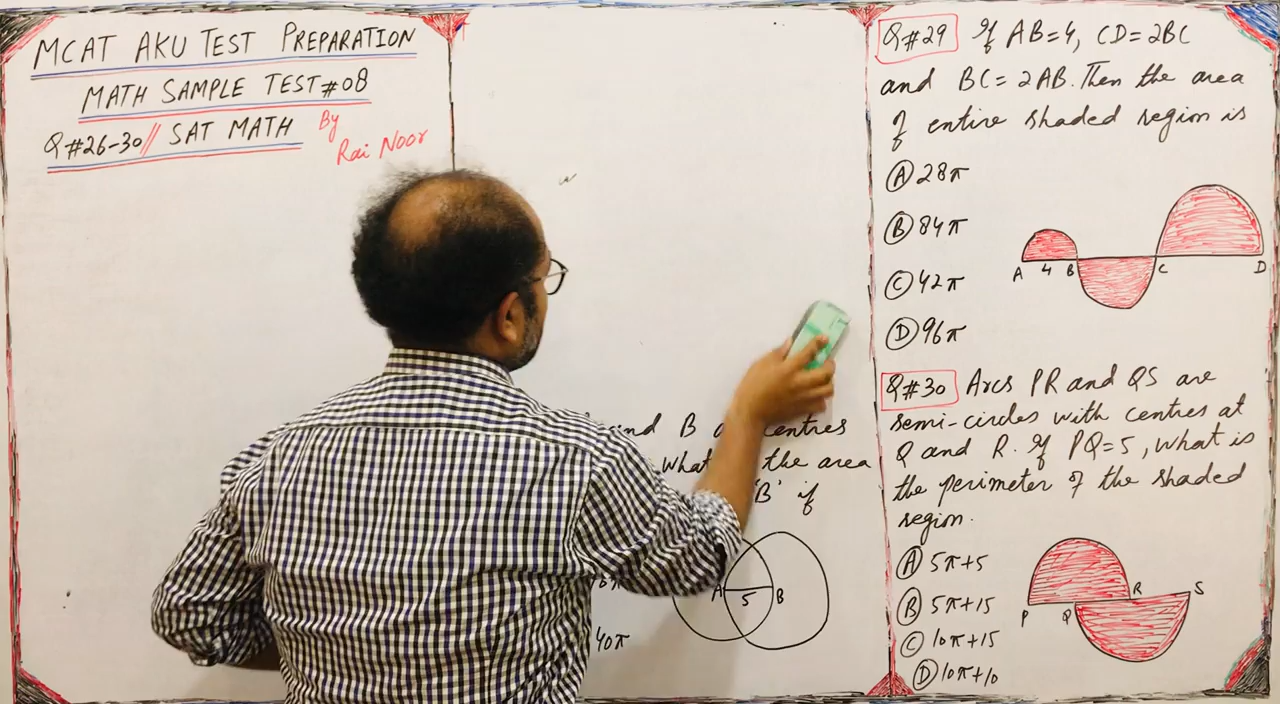 MCAT AKU TEST PREPARATION
MATH SAMPLE TEST #08
Q#26-30// SAT MATH
By
Rai Noor
and B centres
What the area
'B' if
A 5 B
40π
Q#29 If AB=4, CD=2BC
and BC=2AB. Then the area
of entire shaded region is
(A) 28π
(B) 84π
(C) 42π
(D) 96π
A 4 B C D
Q#30 Arcs PR and QS are
semi-circles with centres at
Q and R. If PQ=5, What is
the perimeter of the shaded
region.
(A) 5π+5
(B) 5π+15
(C) 10π+15
(D) 10π+10
P Q R S